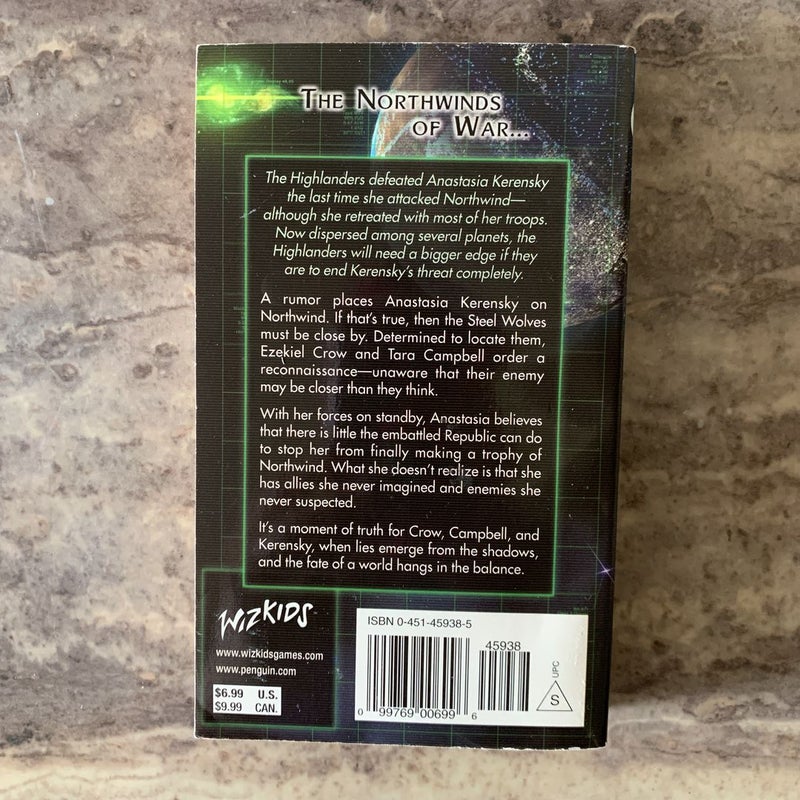 THE NORTHWINDS
OF WAR...
The Highlanders defeated Anastasia Kerensky
the last time she attacked Northwind—
although she retreated with most of her troops.
Now dispersed among several planets, the
Highlanders will need a bigger edge if they
are to end Kerensky's threat completely.
A rumor places Anastasia Kerensky on
Northwind. If that's true, then the Steel Wolves
must be close by. Determined to locate them,
Ezekiel Crow and Tara Campbell order a
reconnaissance—unaware that their enemy
may be closer than they think.
With her forces on standby, Anastasia believes
that there is little the embattled Republic can do
to stop her from finally making a trophy of
Northwind. What she doesn't realize is that she
has allies she never imagined and enemies she
never suspected.
It's a moment of truth for Crow, Campbell, and
Kerensky, when lies emerge from the shadows,
and the fate of a world hangs in the balance.
WIZKIDS
www.wizkidsgames.com
www.penguin.com
$6.99 U.S.
$9.99 CAN.
ISBN 0-451-45938-5
45938
0 99769 00699 6
UPC
S